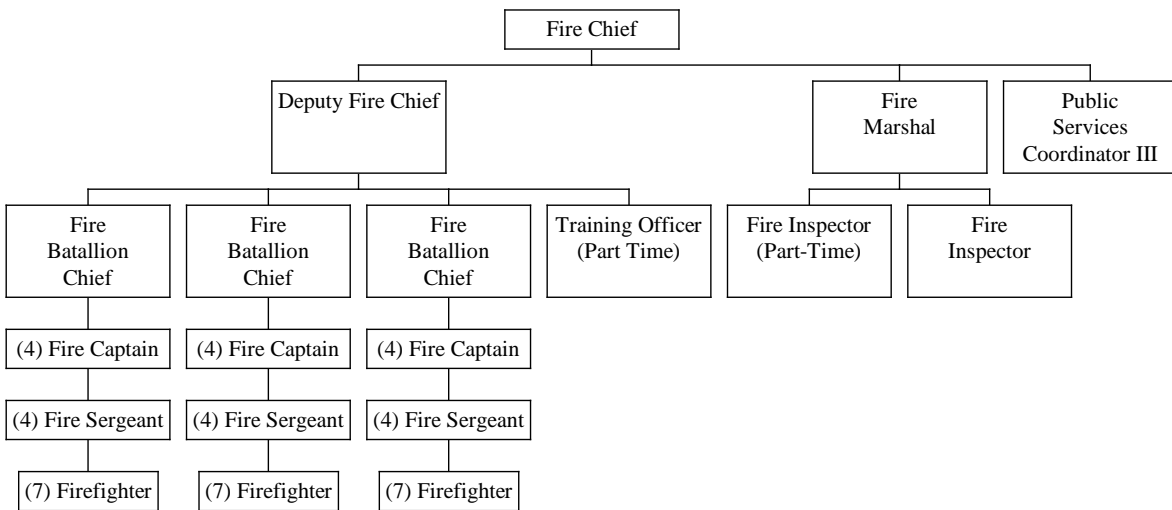 Fire Chief
Deputy Fire Chief
Fire
Marshal
Public
Services
Coordinator III
Fire
Batallion
Chief
Fire
Batallion
Chief
Fire
Batallion
Chief
Training Officer
(Part Time)
Fire Inspector
(Part-Time)
Fire
Inspector
(4) Fire Captain
(4) Fire Captain
(4) Fire Captain
(4) Fire Sergeant
(4) Fire Sergeant
(4) Fire Sergeant
(7) Firefighter
(7) Firefighter
(7) Firefighter